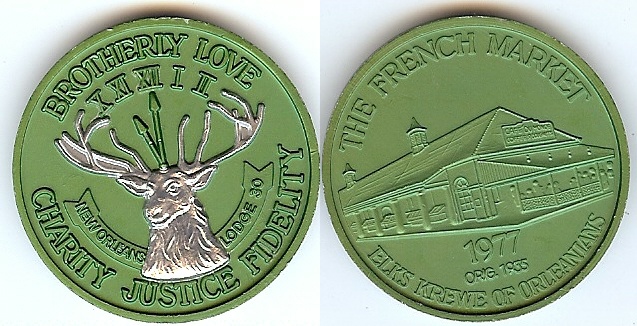 BROTHERLY LOVE
X XI XII I II
NEW ORLEANS LODGE 30
CHARITY JUSTICE FIDELITY
THE FRENCH MARKET
1977
ORIG. 1935
ELKS KREWE OF ORLEANIANS